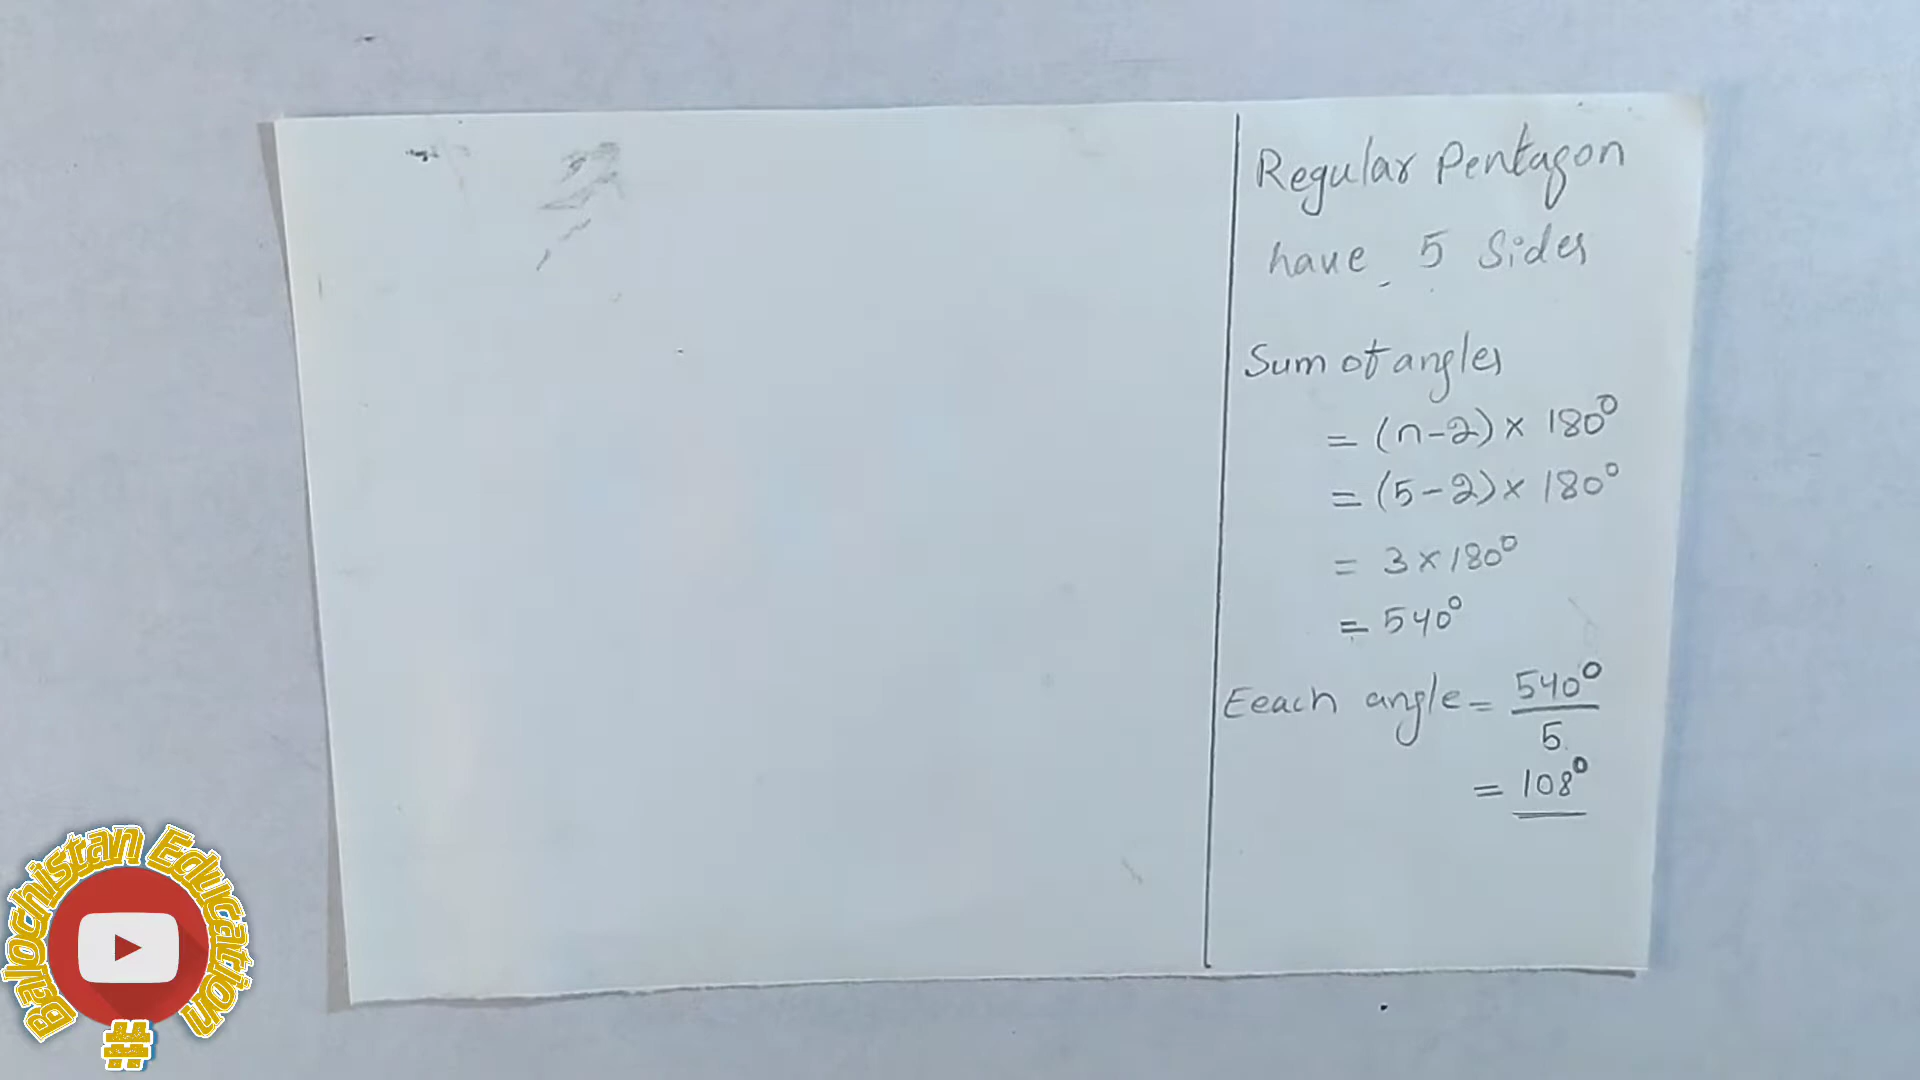 Regular Pentagon
have 5 Sides
Sum of angles
= (n-2) × 180°
= (5-2) × 180°
= 3 × 180°
= 540°
Eeach angle = 540°
5
= 108°
Balochistan Education
#